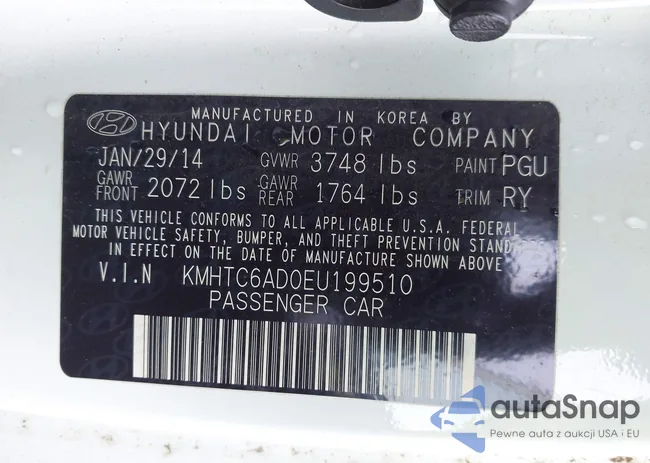 MANUFACTURED IN KOREA BY
HYUNDAI MOTOR COMPANY
JAN/29/14 GVWR 3748 lbs PAINT PGU
GAWR FRONT 2072 lbs GAWR REAR 1764 lbs TRIM RY
THIS VEHICLE CONFORMS TO ALL APPLICABLE U.S.A. FEDERAL
MOTOR VEHICLE SAFETY, BUMPER, AND THEFT PREVENTION STANDARDS
IN EFFECT ON THE DATE OF MANUFACTURE SHOWN ABOVE
V.I.N KMHTC6AD0EU199510
PASSENGER CAR
autoSnap
Pewne auta z aukcji USA i EU